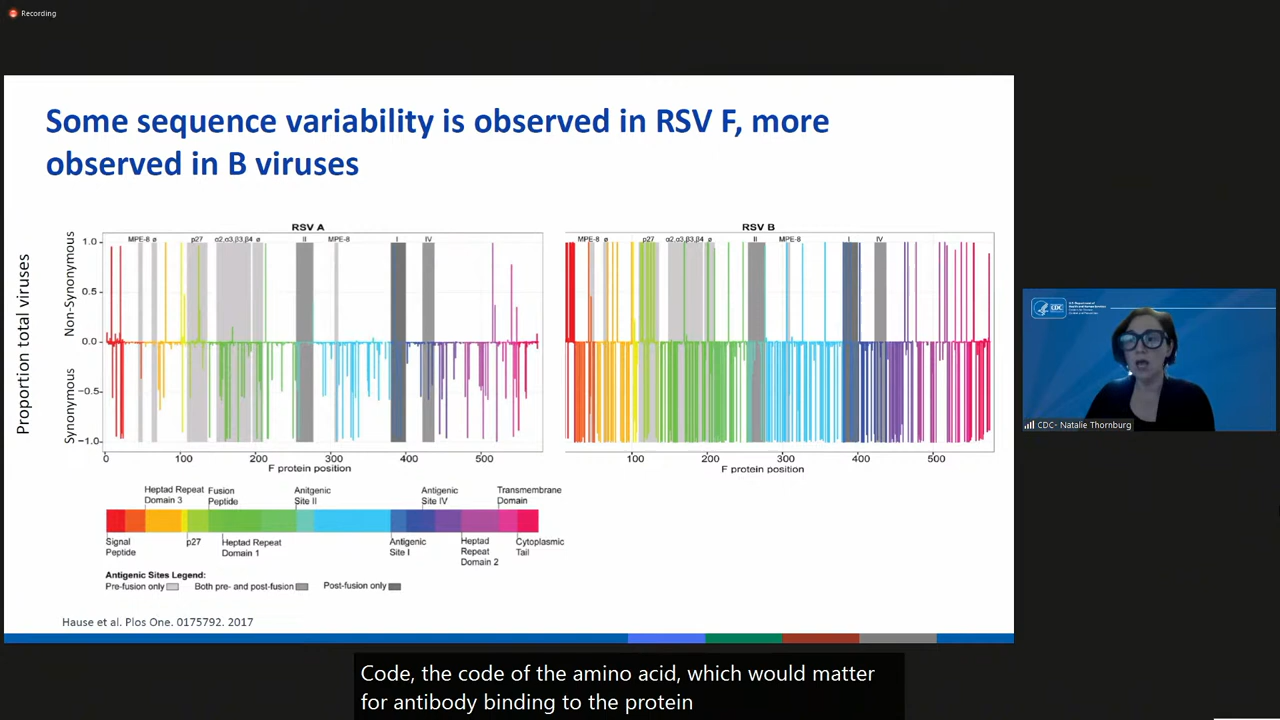 Recording
Some sequence variability is observed in RSV F, more
observed in B viruses
RSV A
RSV B
MPE-8 ø p27 α2,α3,β3,β4 ø II MPE-8 I IV
MPE-8 ø p27 α2,α3,β3,β4 ø II MPE-8 I IV
Proportion total viruses
Non-Synonymous
Synonymous
1.0
0.5
0.0
−0.5
−1.0
0 100 200 300 400 500
100 200 300 400 500
F protein position
F protein position
Heptad Repeat
Domain 3
Fusion
Peptide
Anitgenic
Site II
Antigenic
Site IV
Transmembrane
Domain
Signal
Peptide
p27
Heptad Repeat
Domain 1
Antigenic
Site I
Heptad
Repeat
Domain 2
Cytoplasmic
Tail
Antigenic Sites Legend:
Pre-fusion only Both pre- and post-fusion Post-fusion only
Hause et al. Plos One. 0175792. 2017
CDC
CDC- Natalie Thornburg
Code, the code of the amino acid, which would matter
for antibody binding to the protein